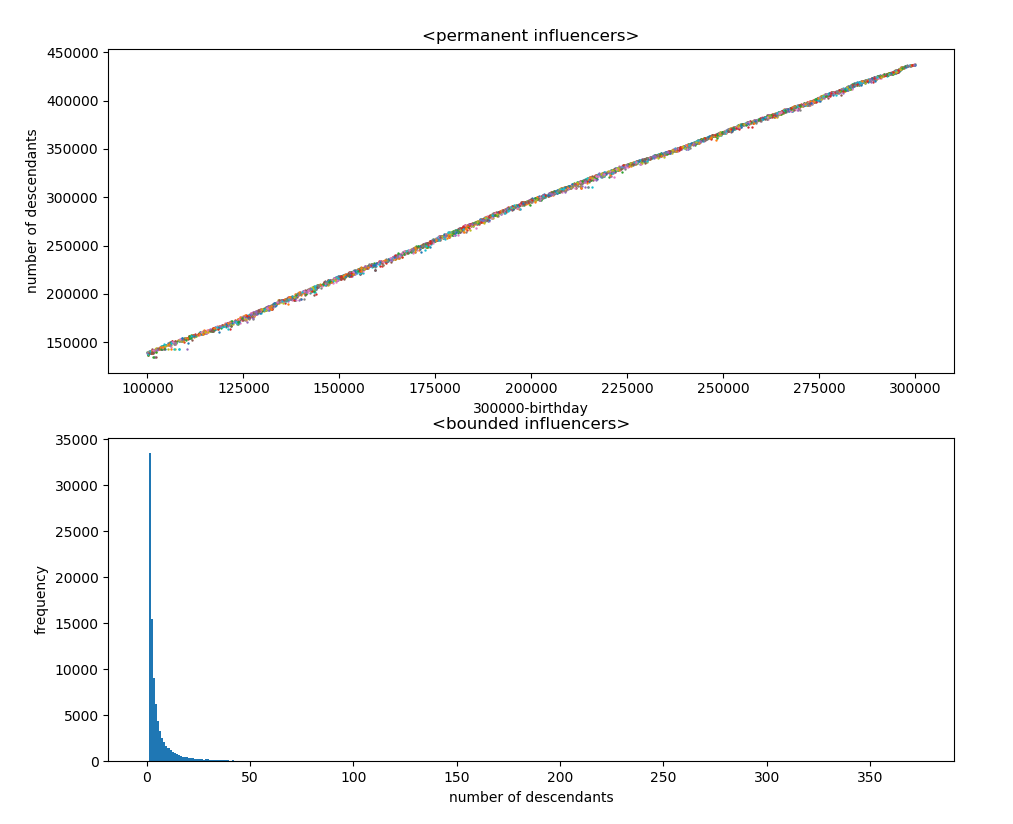 <permanent influencers>
450000
400000
350000
300000
250000
200000
150000
number of descendants
100000 125000 150000 175000 200000 225000 250000 275000 300000
300000-birthday
<bounded influencers>
35000
30000
25000
20000
15000
10000
5000
0
frequency
0 50 100 150 200 250 300 350
number of descendants